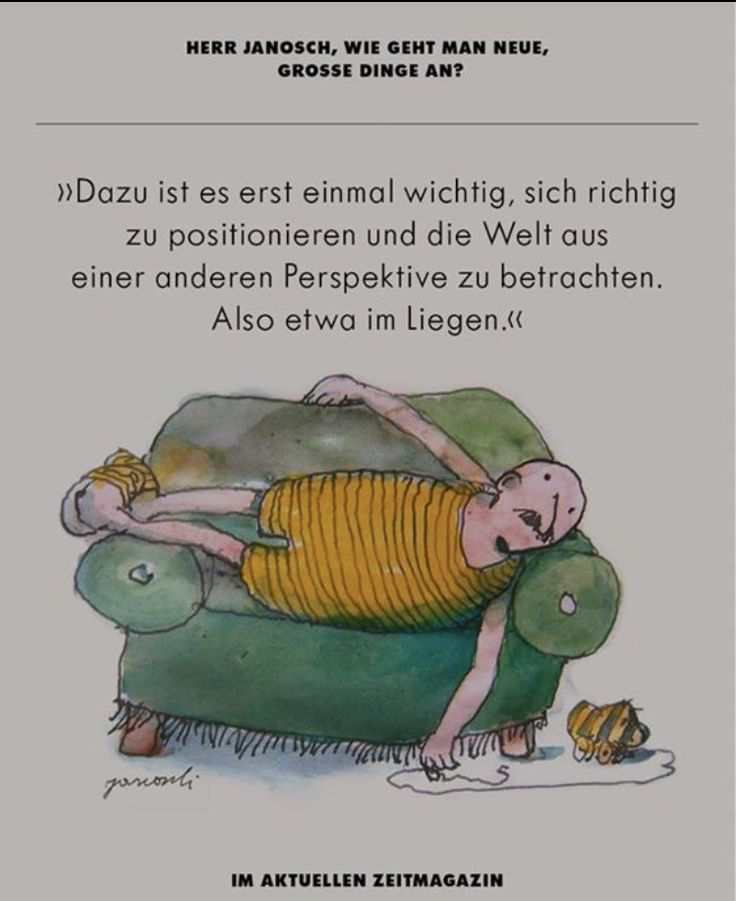 HERR JANOSCH, WIE GEHT MAN NEUE,
GROSSE DINGE AN?
»Dazu ist es erst einmal wichtig, sich richtig
zu positionieren und die Welt aus
einer anderen Perspektive zu betrachten.
Also etwa im Liegen.«
janosch
IM AKTUELLEN ZEITMAGAZIN